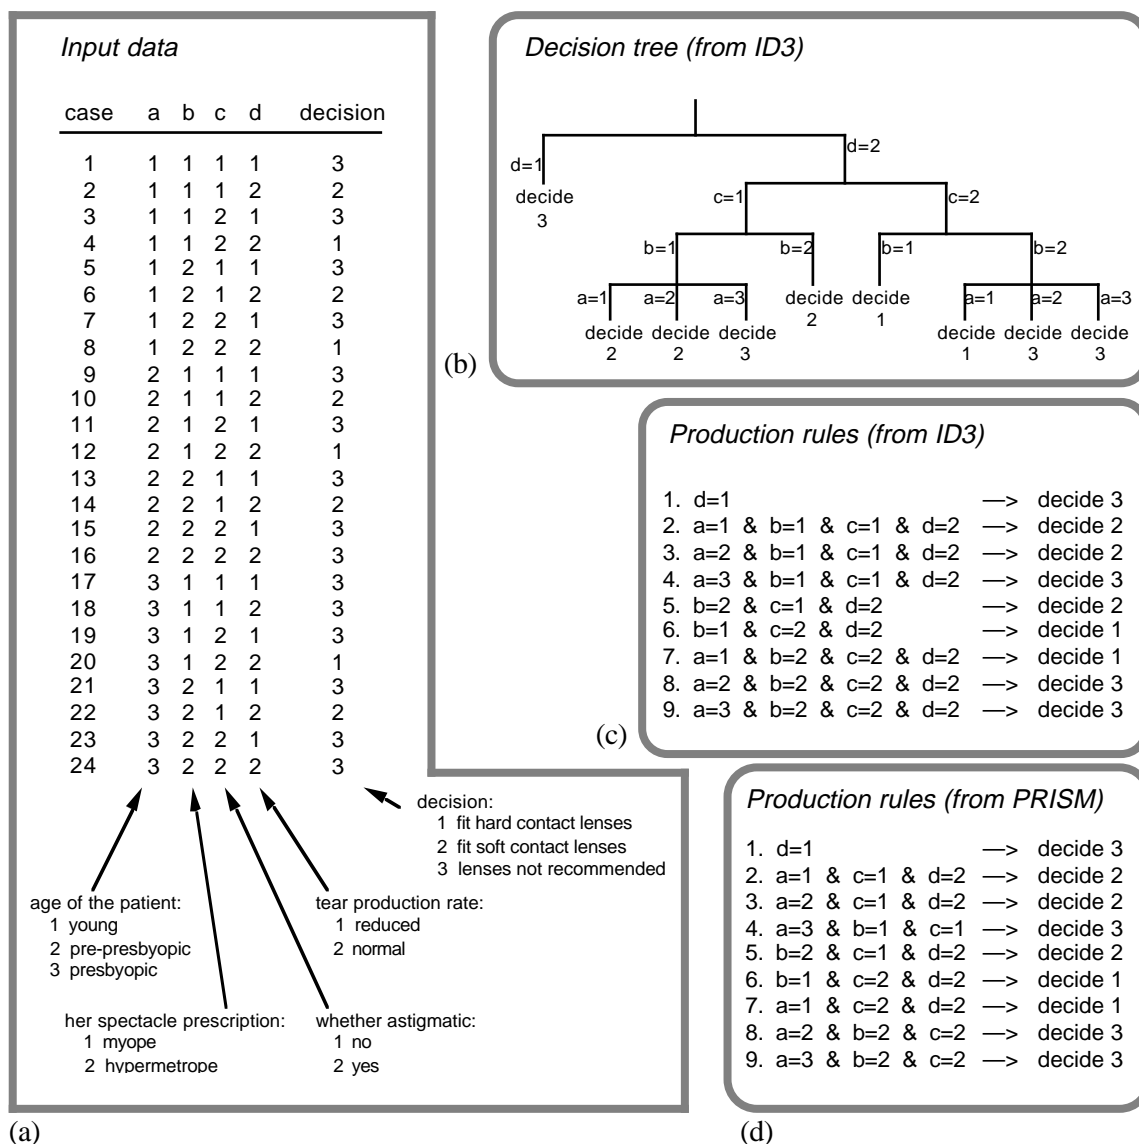 Input data
case a b c d decision
1 1 1 1 1 3
2 1 1 1 2 2
3 1 1 2 1 3
4 1 1 2 2 1
5 1 2 1 1 3
6 1 2 1 2 2
7 1 2 2 1 3
8 1 2 2 2 1
9 2 1 1 1 3
10 2 1 1 2 2
11 2 1 2 1 3
12 2 1 2 2 1
13 2 2 1 1 3
14 2 2 1 2 2
15 2 2 2 1 3
16 2 2 2 2 3
17 3 1 1 1 3
18 3 1 1 2 3
19 3 1 2 1 3
20 3 1 2 2 1
21 3 2 1 1 3
22 3 2 1 2 2
23 3 2 2 1 3
24 3 2 2 2 3
decision:
1 fit hard contact lenses
2 fit soft contact lenses
3 lenses not recommended
age of the patient:
1 young
2 pre-presbyopic
3 presbyopic
tear production rate:
1 reduced
2 normal
her spectacle prescription:
1 myope
2 hypermetrope
whether astigmatic:
1 no
2 yes
(a)
Decision tree (from ID3)
d=1 d=2
decide
3
c=1 c=2
b=1 b=2 b=1 b=2
a=1 a=2 a=3 decide decide a=1 a=2 a=3
2 1
decide decide decide decide decide decide
2 2 3 1 3 3
(b)
Production rules (from ID3)
1. d=1 —> decide 3
2. a=1 & b=1 & c=1 & d=2 —> decide 2
3. a=2 & b=1 & c=1 & d=2 —> decide 2
4. a=3 & b=1 & c=1 & d=2 —> decide 3
5. b=2 & c=1 & d=2 —> decide 2
6. b=1 & c=2 & d=2 —> decide 1
7. a=1 & b=2 & c=2 & d=2 —> decide 1
8. a=2 & b=2 & c=2 & d=2 —> decide 3
9. a=3 & b=2 & c=2 & d=2 —> decide 3
(c)
Production rules (from PRISM)
1. d=1 —> decide 3
2. a=1 & c=1 & d=2 —> decide 2
3. a=2 & c=1 & d=2 —> decide 2
4. a=3 & b=1 & c=1 —> decide 3
5. b=2 & c=1 & d=2 —> decide 2
6. b=1 & c=2 & d=2 —> decide 1
7. a=1 & c=2 & d=2 —> decide 1
8. a=2 & b=2 & c=2 —> decide 3
9. a=3 & b=2 & c=2 —> decide 3
(d)